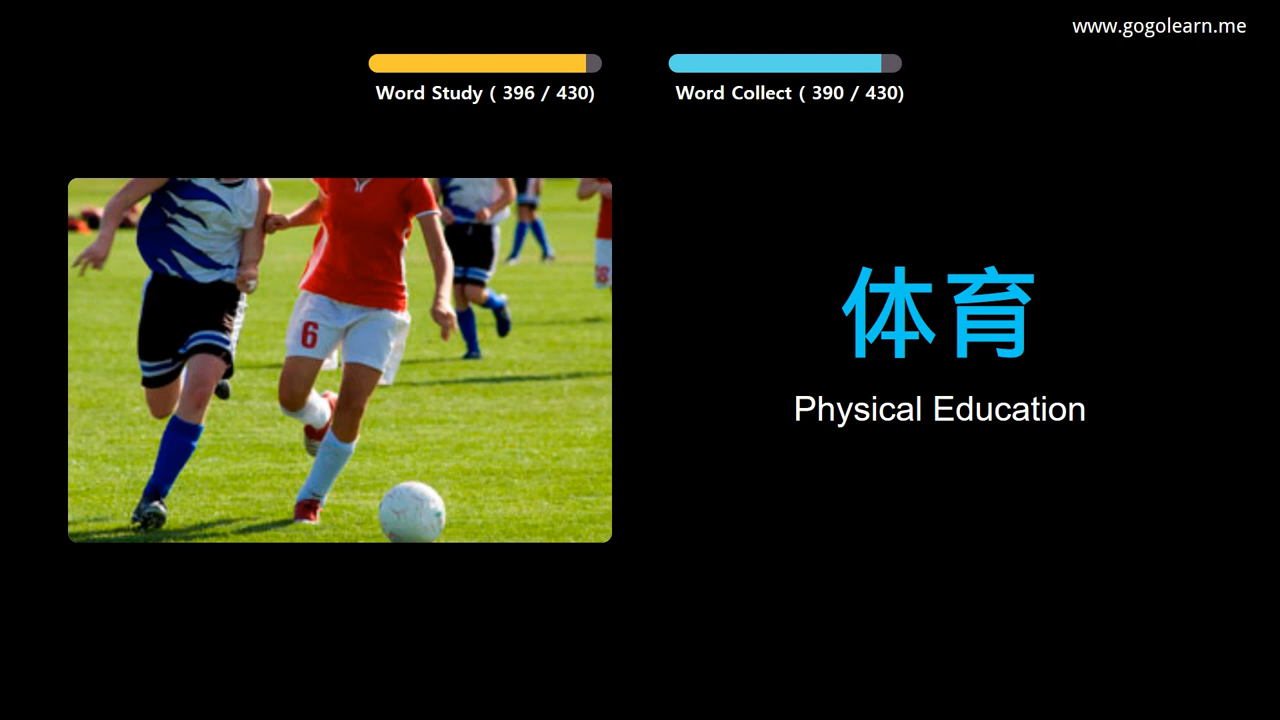 www.gogolearn.me
Word Study ( 396 / 430)
Word Collect ( 390 / 430)
6
体育
Physical Education